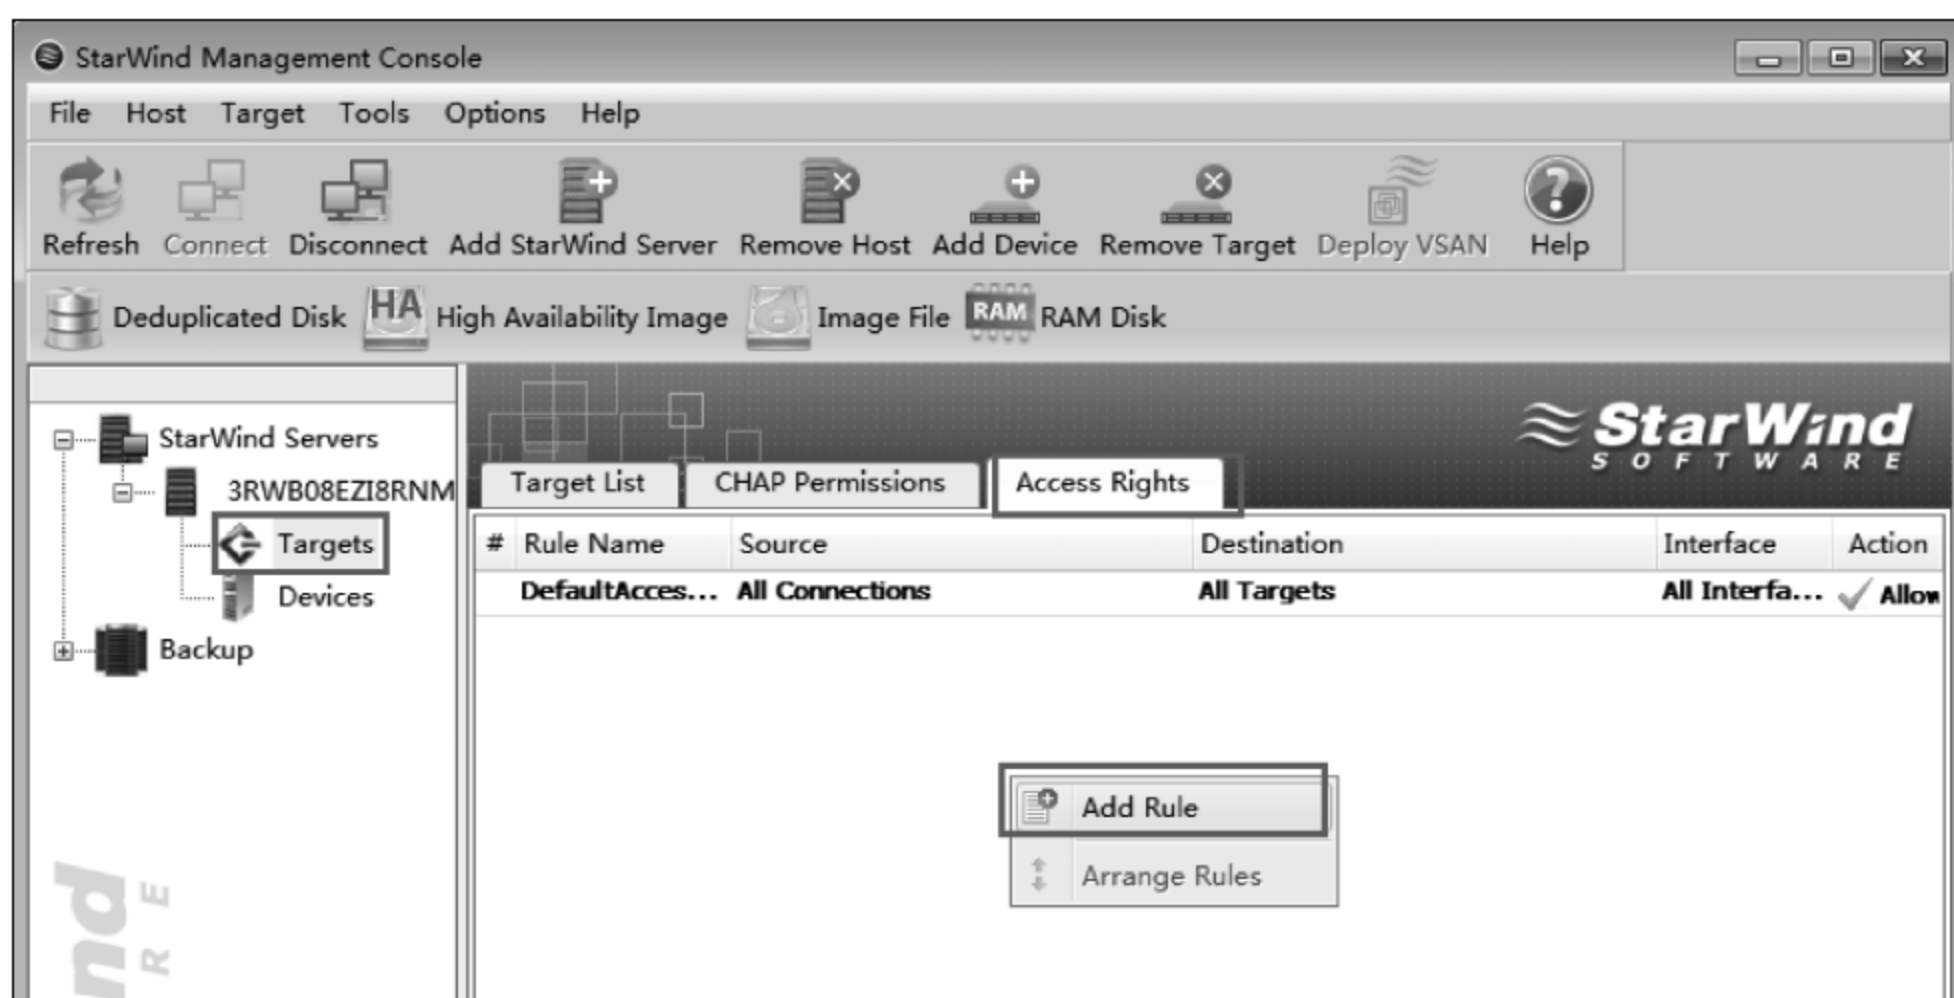 StarWind Management Console
File Host Target Tools Options Help
Refresh Connect Disconnect Add StarWind Server Remove Host Add Device Remove Target Deploy VSAN Help
Deduplicated Disk HA High Availability Image Image File RAM RAM Disk
StarWind
SOFTWARE
StarWind Servers
3RWB08EZI8RNM
Targets
Devices
Backup
Target List CHAP Permissions Access Rights
# Rule Name Source Destination Interface Action
DefaultAcces... All Connections All Targets All Interfa... Allow
Add Rule
Arrange Rules
nd
RE